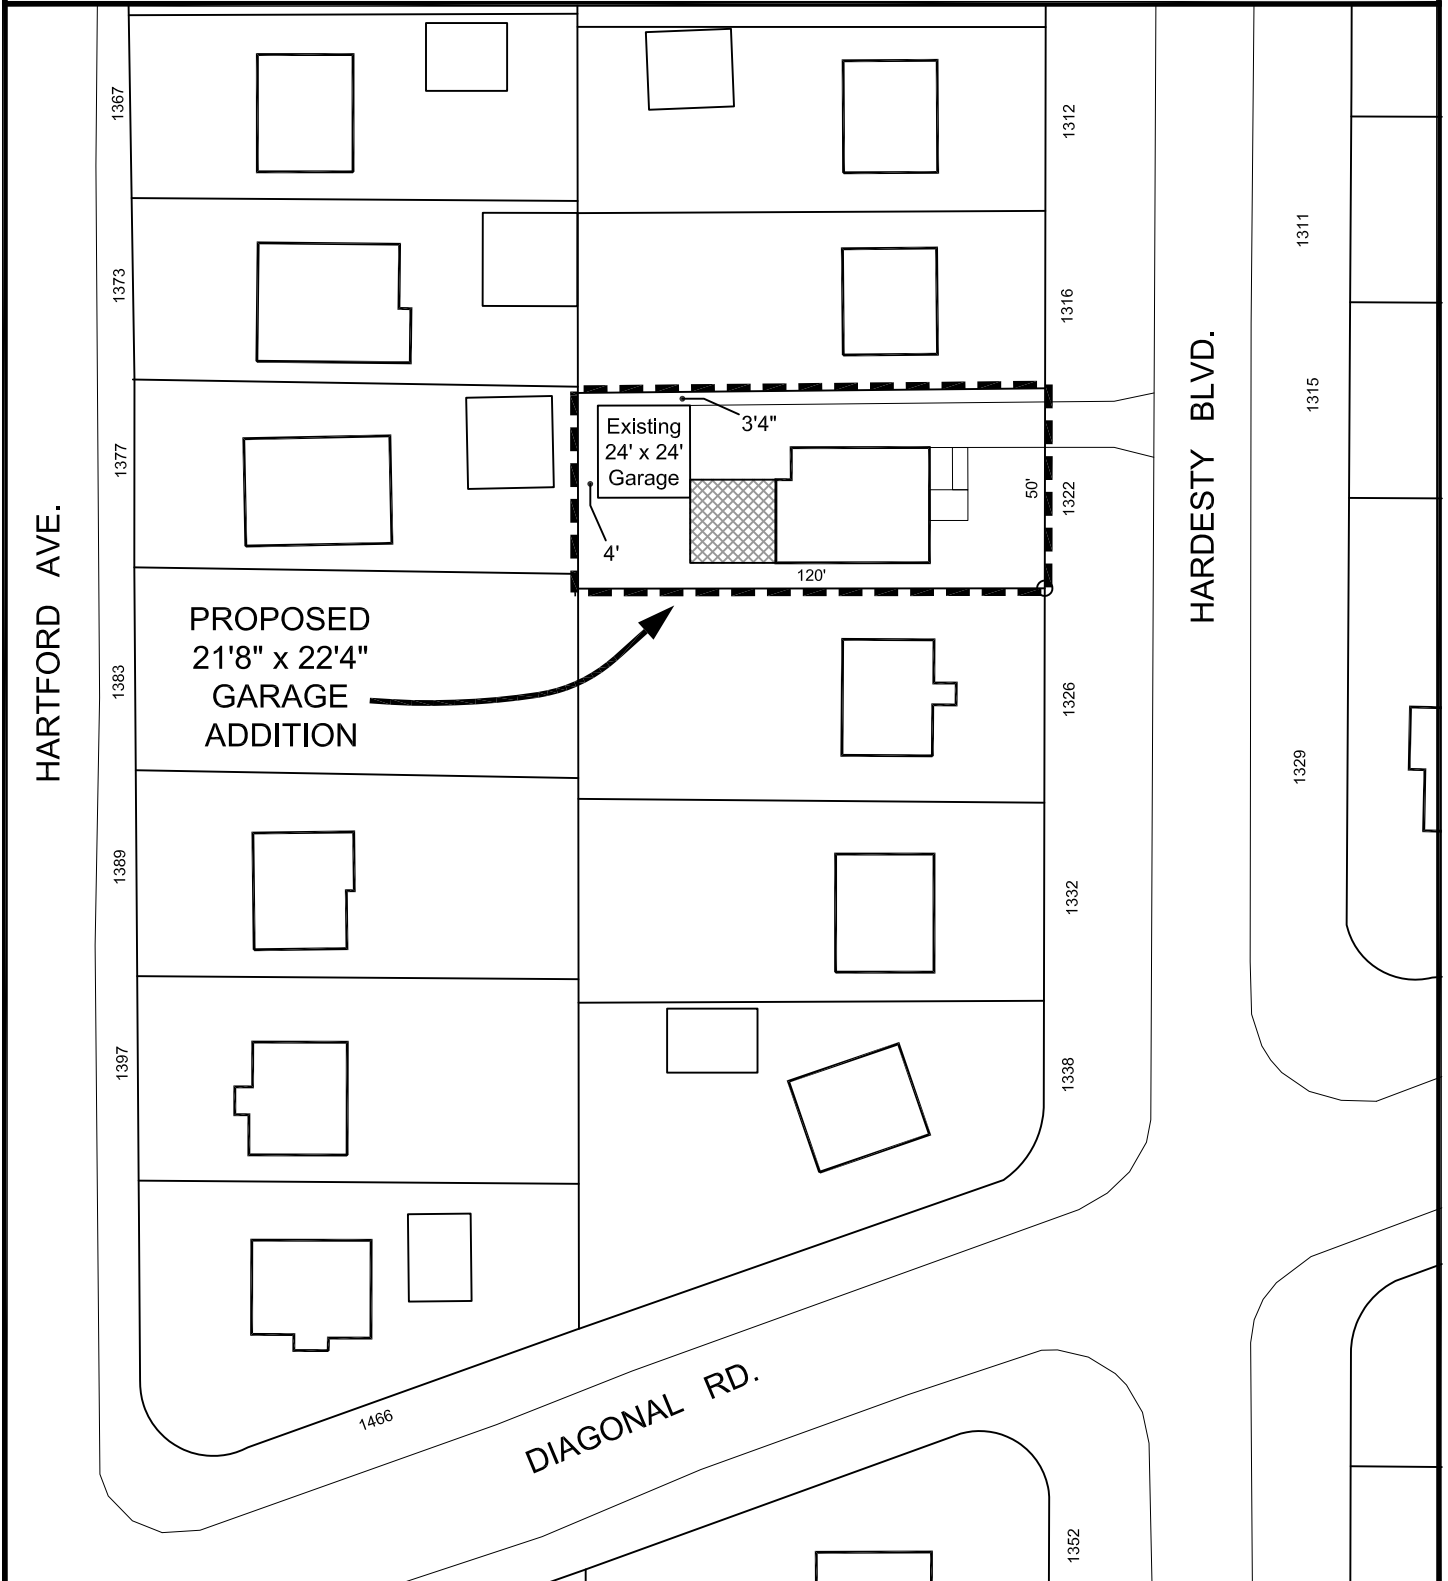 1367
1312
1373
1311
1316
1315
3'4"
Existing
24' x 24'
Garage
1377
50'
1322
4'
120'
HARTFORD AVE.
HARDESTY BLVD.
PROPOSED
21'8" x 22'4"
GARAGE
ADDITION
1383
1326
1329
1389
1332
1397
1338
1466
DIAGONAL RD.
1352